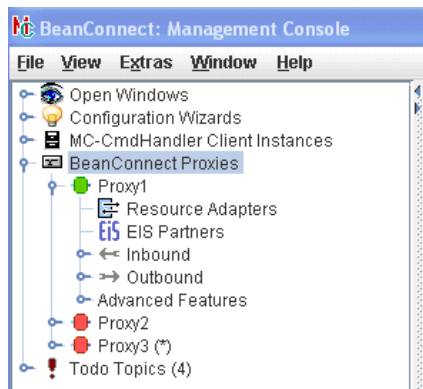 BeanConnect: Management Console
File View Extras Window Help
Open Windows
Configuration Wizards
MC-CmdHandler Client Instances
BeanConnect Proxies
Proxy1
Resource Adapters
EIS EIS Partners
Inbound
Outbound
Advanced Features
Proxy2
Proxy3 (*)
Todo Topics (4)